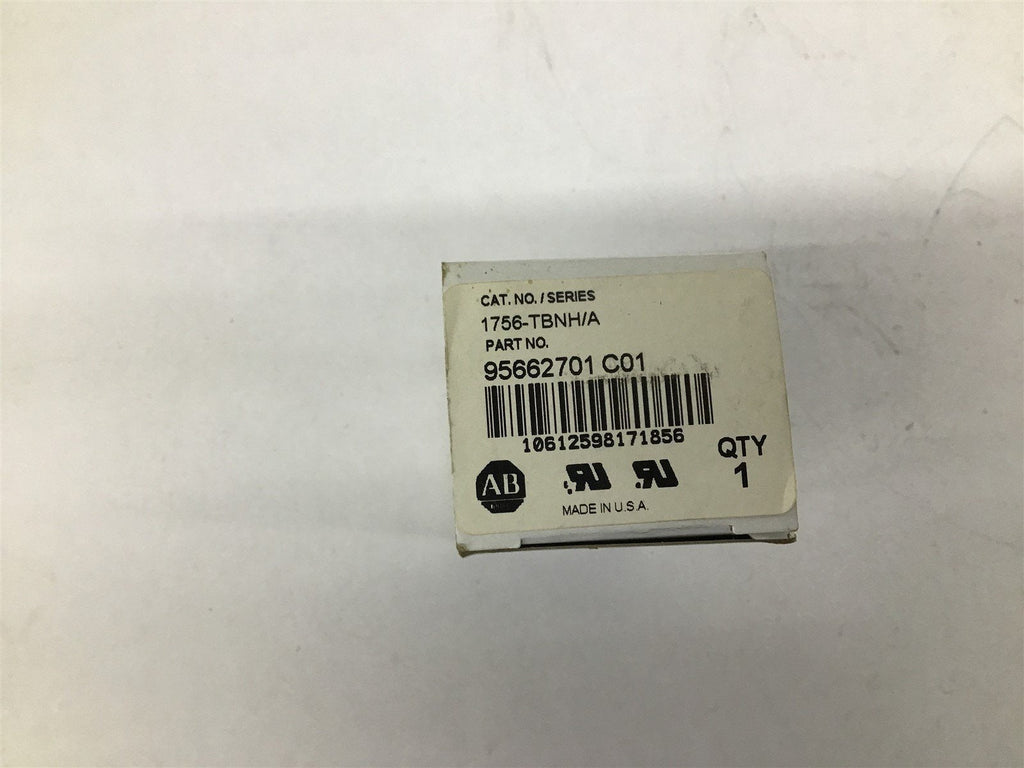 CAT. NO. / SERIES
1756-TBNH/A
PART NO.
95662701 C01
10612598171856
QTY
1
AB
MADE IN U.S.A.